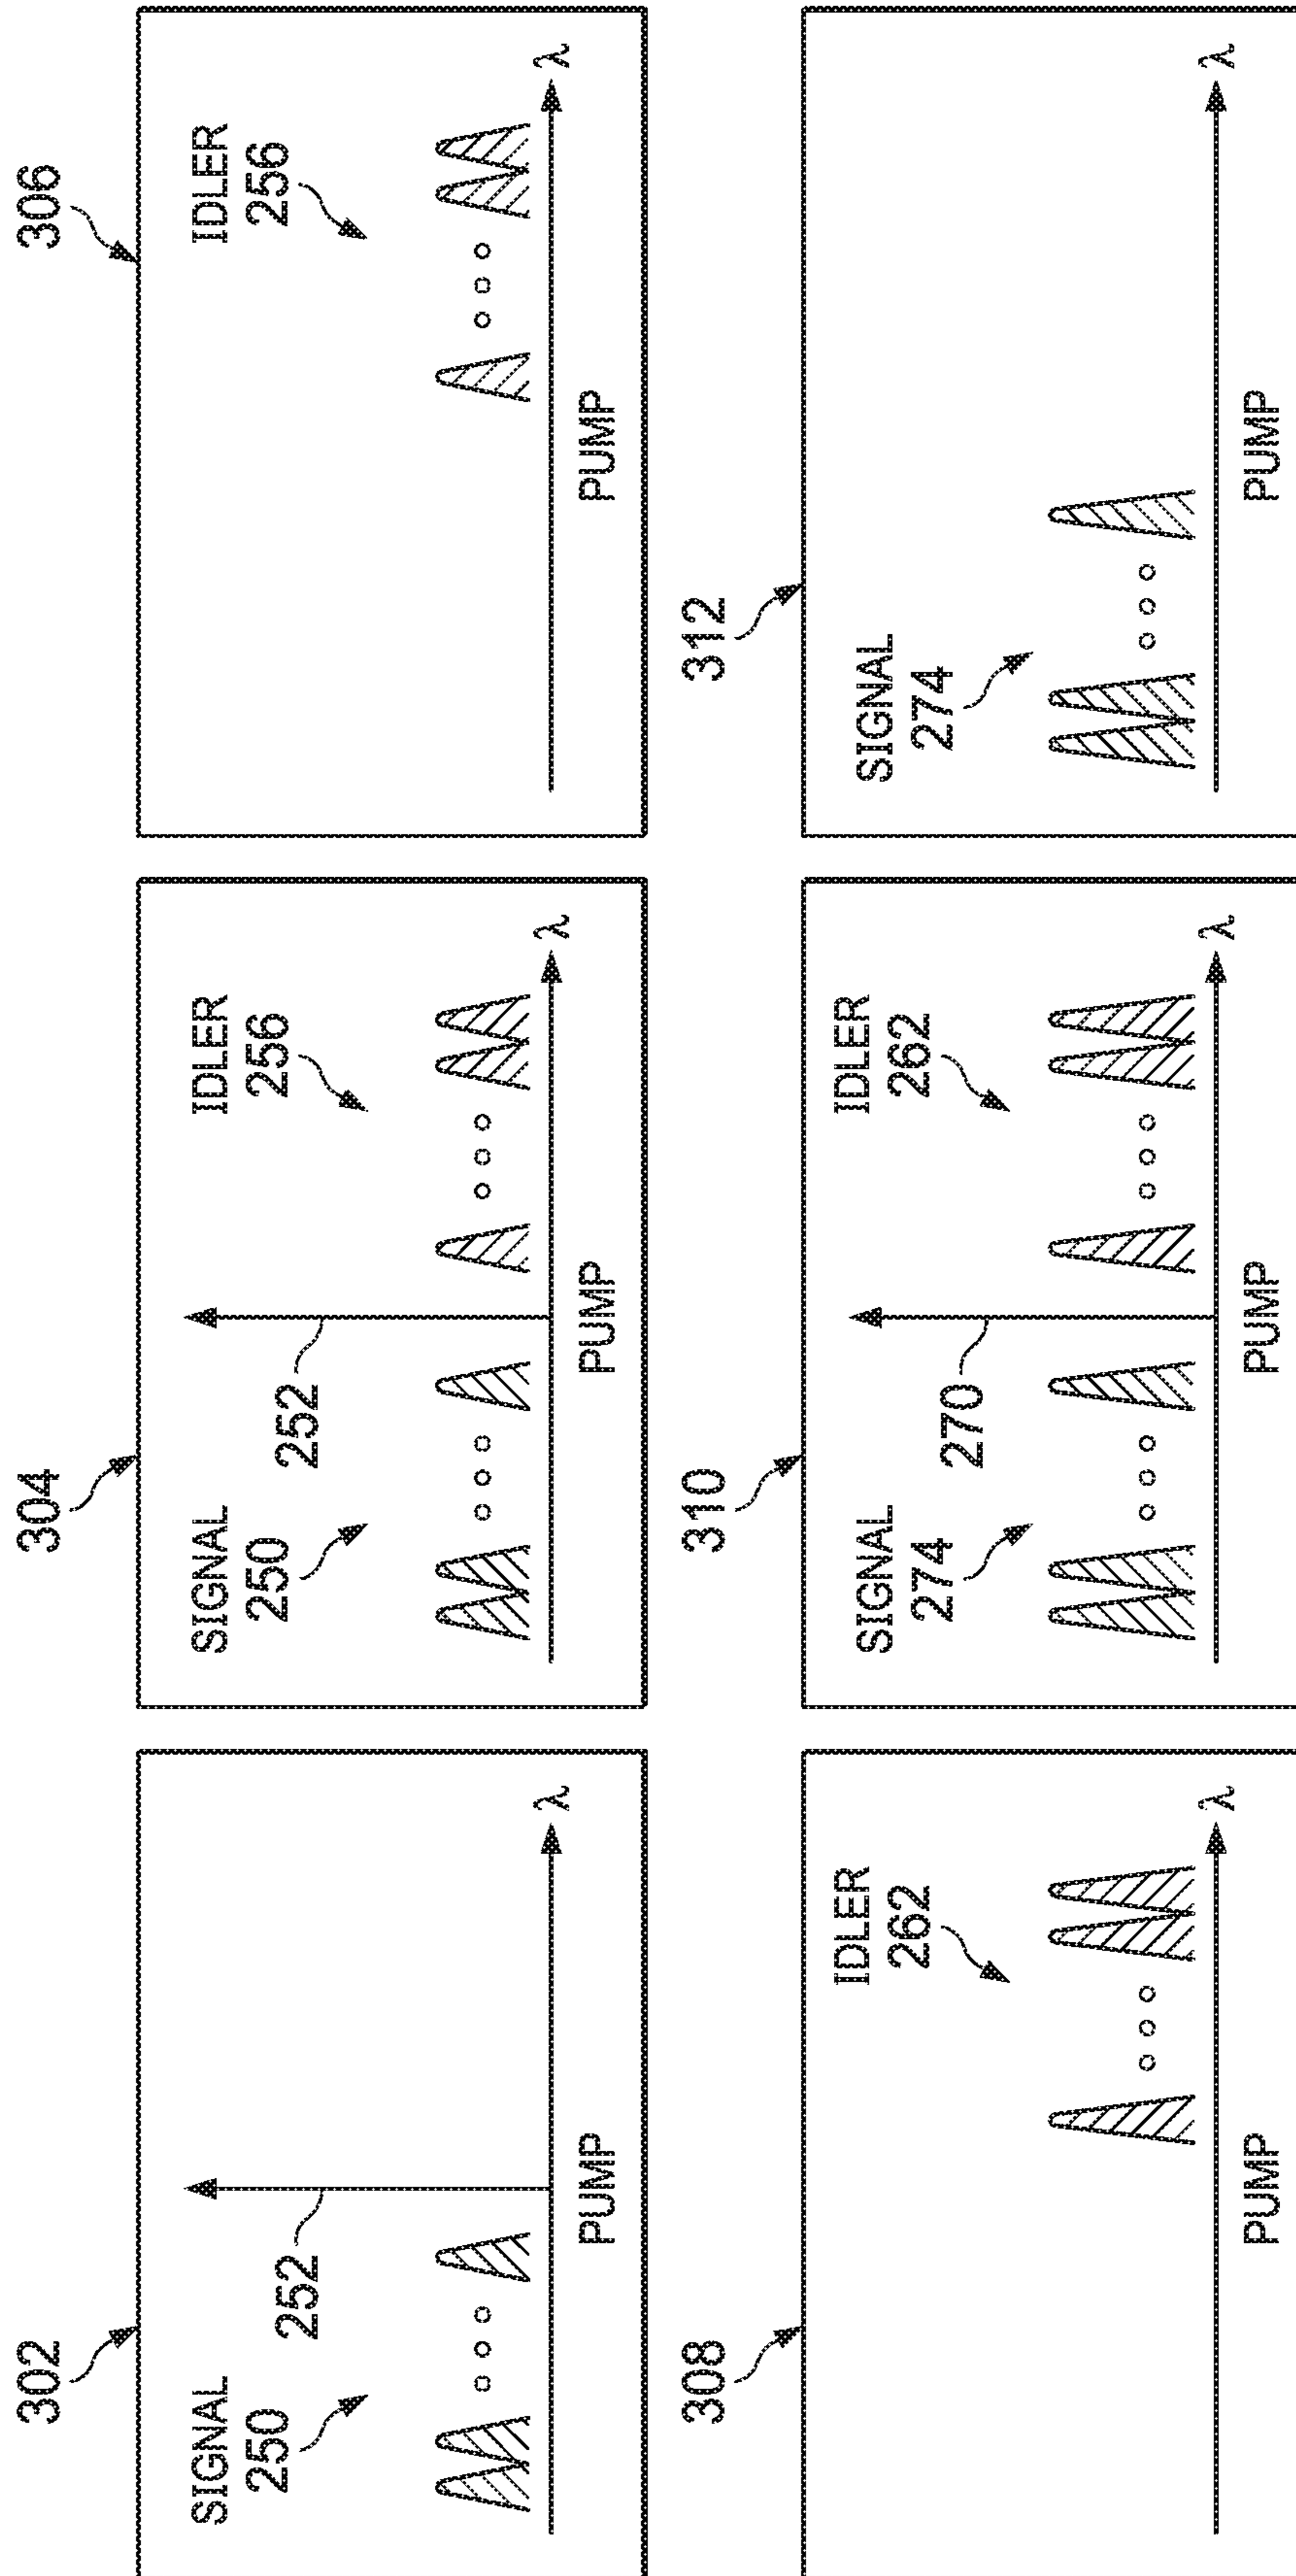 302
SIGNAL
250
252
λ
PUMP
304
SIGNAL
250
252
IDLER
256
λ
PUMP
306
IDLER
256
λ
PUMP
308
IDLER
262
λ
PUMP
310
SIGNAL
274
270
IDLER
262
λ
PUMP
312
SIGNAL
274
λ
PUMP